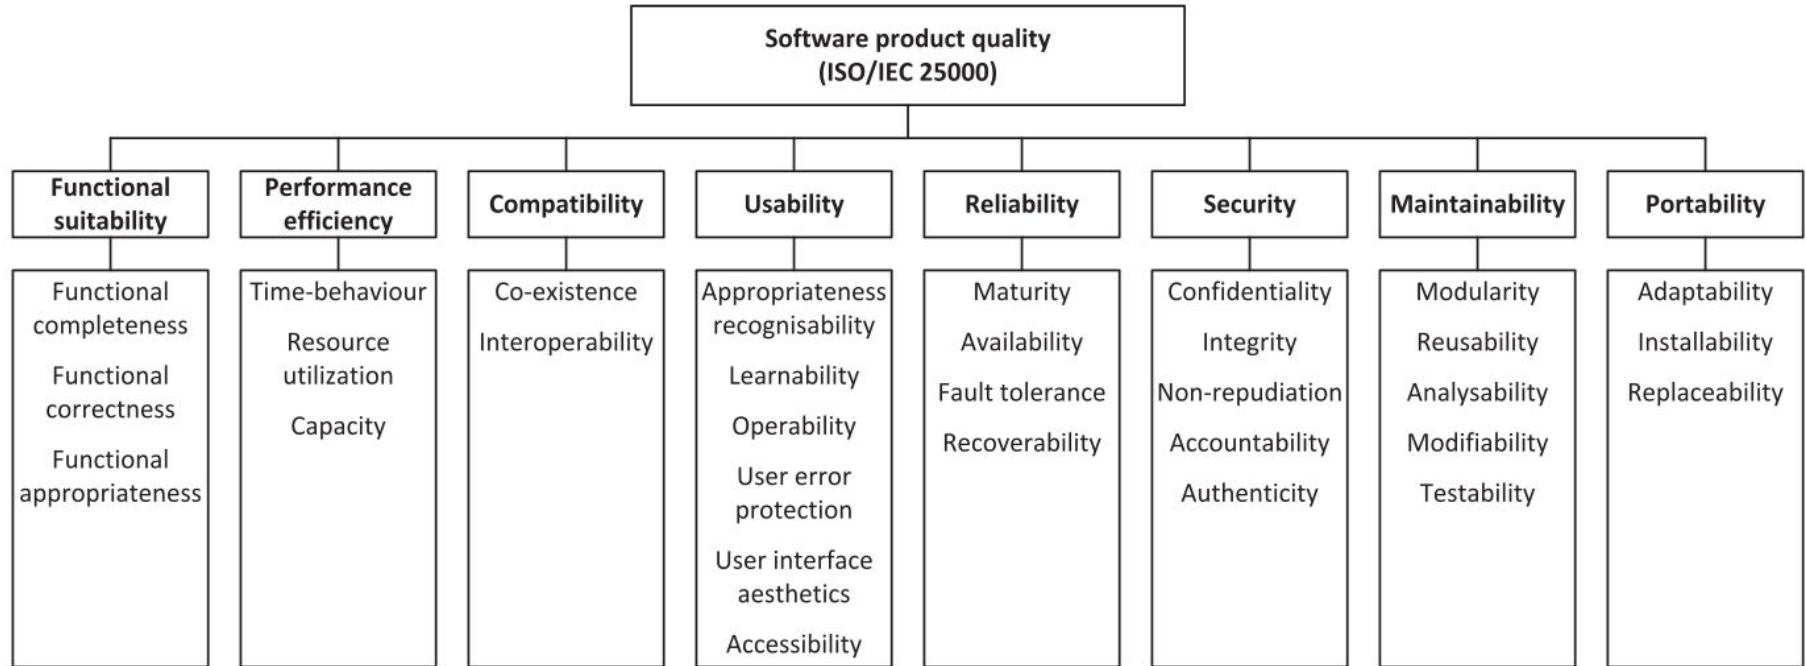 Software product quality
(ISO/IEC 25000)
Functional
suitability
Performance
efficiency
Compatibility
Usability
Reliability
Security
Maintainability
Portability
Functional
completeness
Functional
correctness
Functional
appropriateness
Time-behaviour
Resource
utilization
Capacity
Co-existence
Interoperability
Appropriateness
recognisability
Learnability
Operability
User error
protection
User interface
aesthetics
Accessibility
Maturity
Availability
Fault tolerance
Recoverability
Confidentiality
Integrity
Non-repudiation
Accountability
Authenticity
Modularity
Reusability
Analysability
Modifiability
Testability
Adaptability
Installability
Replaceability